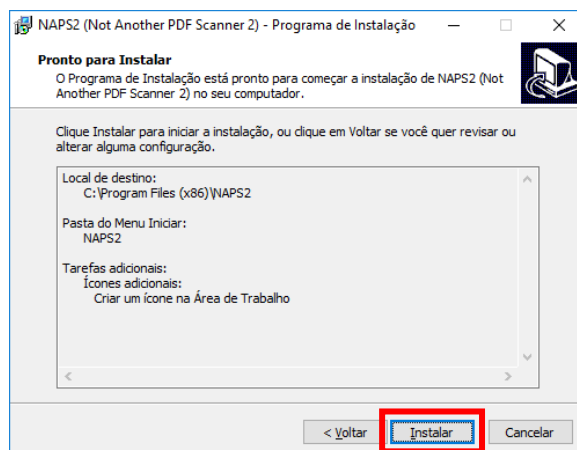 NAPS2 (Not Another PDF Scanner 2) - Programa de Instalação
Pronto para Instalar
O Programa de Instalação está pronto para começar a instalação de NAPS2 (Not
Another PDF Scanner 2) no seu computador.
Clique Instalar para iniciar a instalação, ou clique em Voltar se você quer revisar ou
alterar alguma configuração.
Local de destino:
C:\Program Files (x86)\NAPS2
Pasta do Menu Iniciar:
NAPS2
Tarefas adicionais:
Ícones adicionais:
Criar um ícone na Área de Trabalho
< Voltar Instalar Cancelar